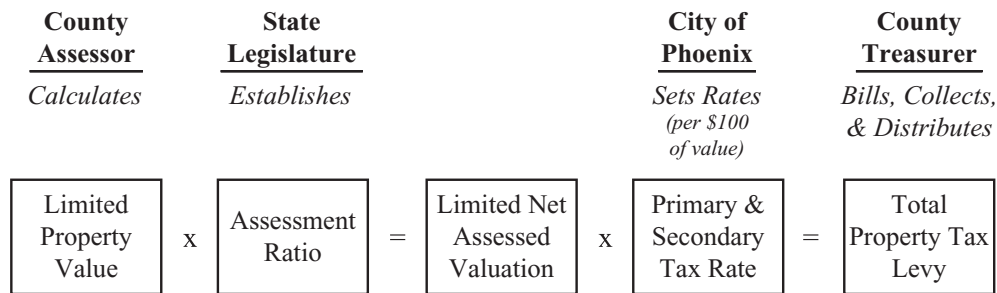 County
Assessor
Calculates
State
Legislature
Establishes
City of
Phoenix
Sets Rates
(per $100
of value)
County
Treasurer
Bills, Collects,
& Distributes
Limited
Property
Value
x
Assessment
Ratio
=
Limited Net
Assessed
Valuation
x
Primary &
Secondary
Tax Rate
=
Total
Property Tax
Levy